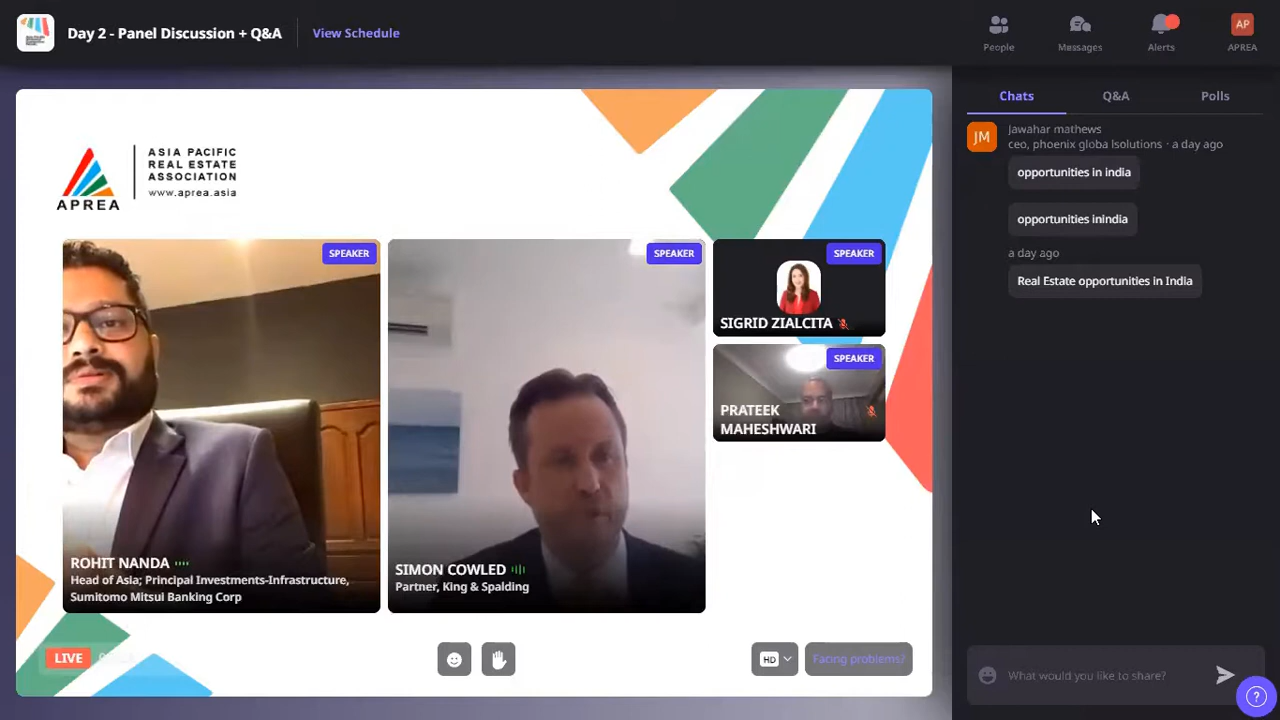 Day 2 - Panel Discussion + Q&A
View Schedule
People
Messages
Alerts
AP
APREA
ASIA PACIFIC
REAL ESTATE
ASSOCIATION
www.aprea.asia
APREA
SPEAKER
ROHIT NANDA
Head of Asia; Principal Investments-Infrastructure,
Sumitomo Mitsui Banking Corp
SPEAKER
SIMON COWLED
Partner, King & Spalding
SPEAKER
SIGRID ZIALCITA
SPEAKER
PRATEEK
MAHESHWARI
LIVE
HD
Facing problems?
Chats
Q&A
Polls
JM
jawahar mathews
ceo, phoenix globa lsolutions · a day ago
opportunities in india
opportunities inindia
a day ago
Real Estate opportunities in India
What would you like to share?
?